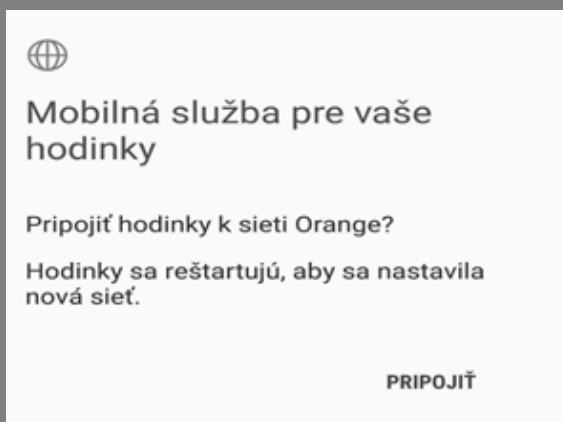 Mobilná služba pre vaše
hodinky
Pripojiť hodinky k sieti Orange?
Hodinky sa reštartujú, aby sa nastavila
nová sieť.
PRIPOJIŤ